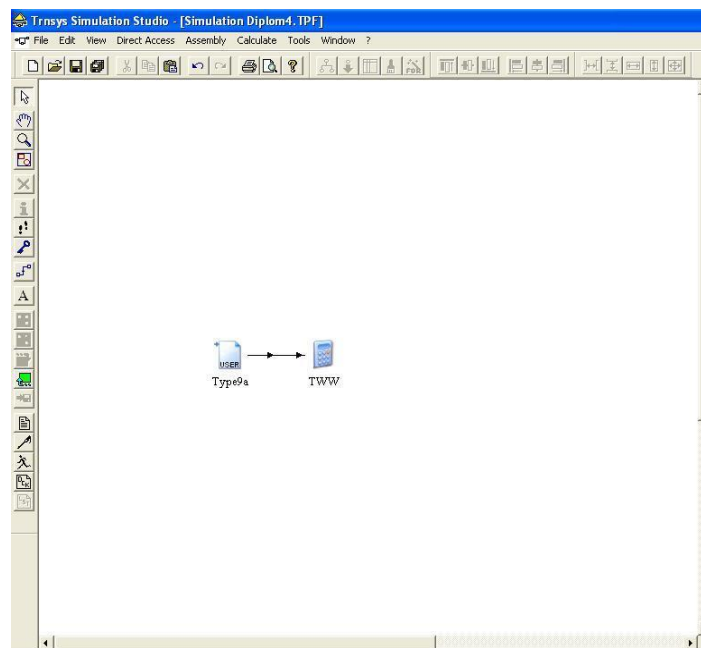 Trnsys Simulation Studio - [Simulation Diplom4.TPF]
File Edit View Direct Access Assembly Calculate Tools Window ?
A
USER
Type9a
TWW